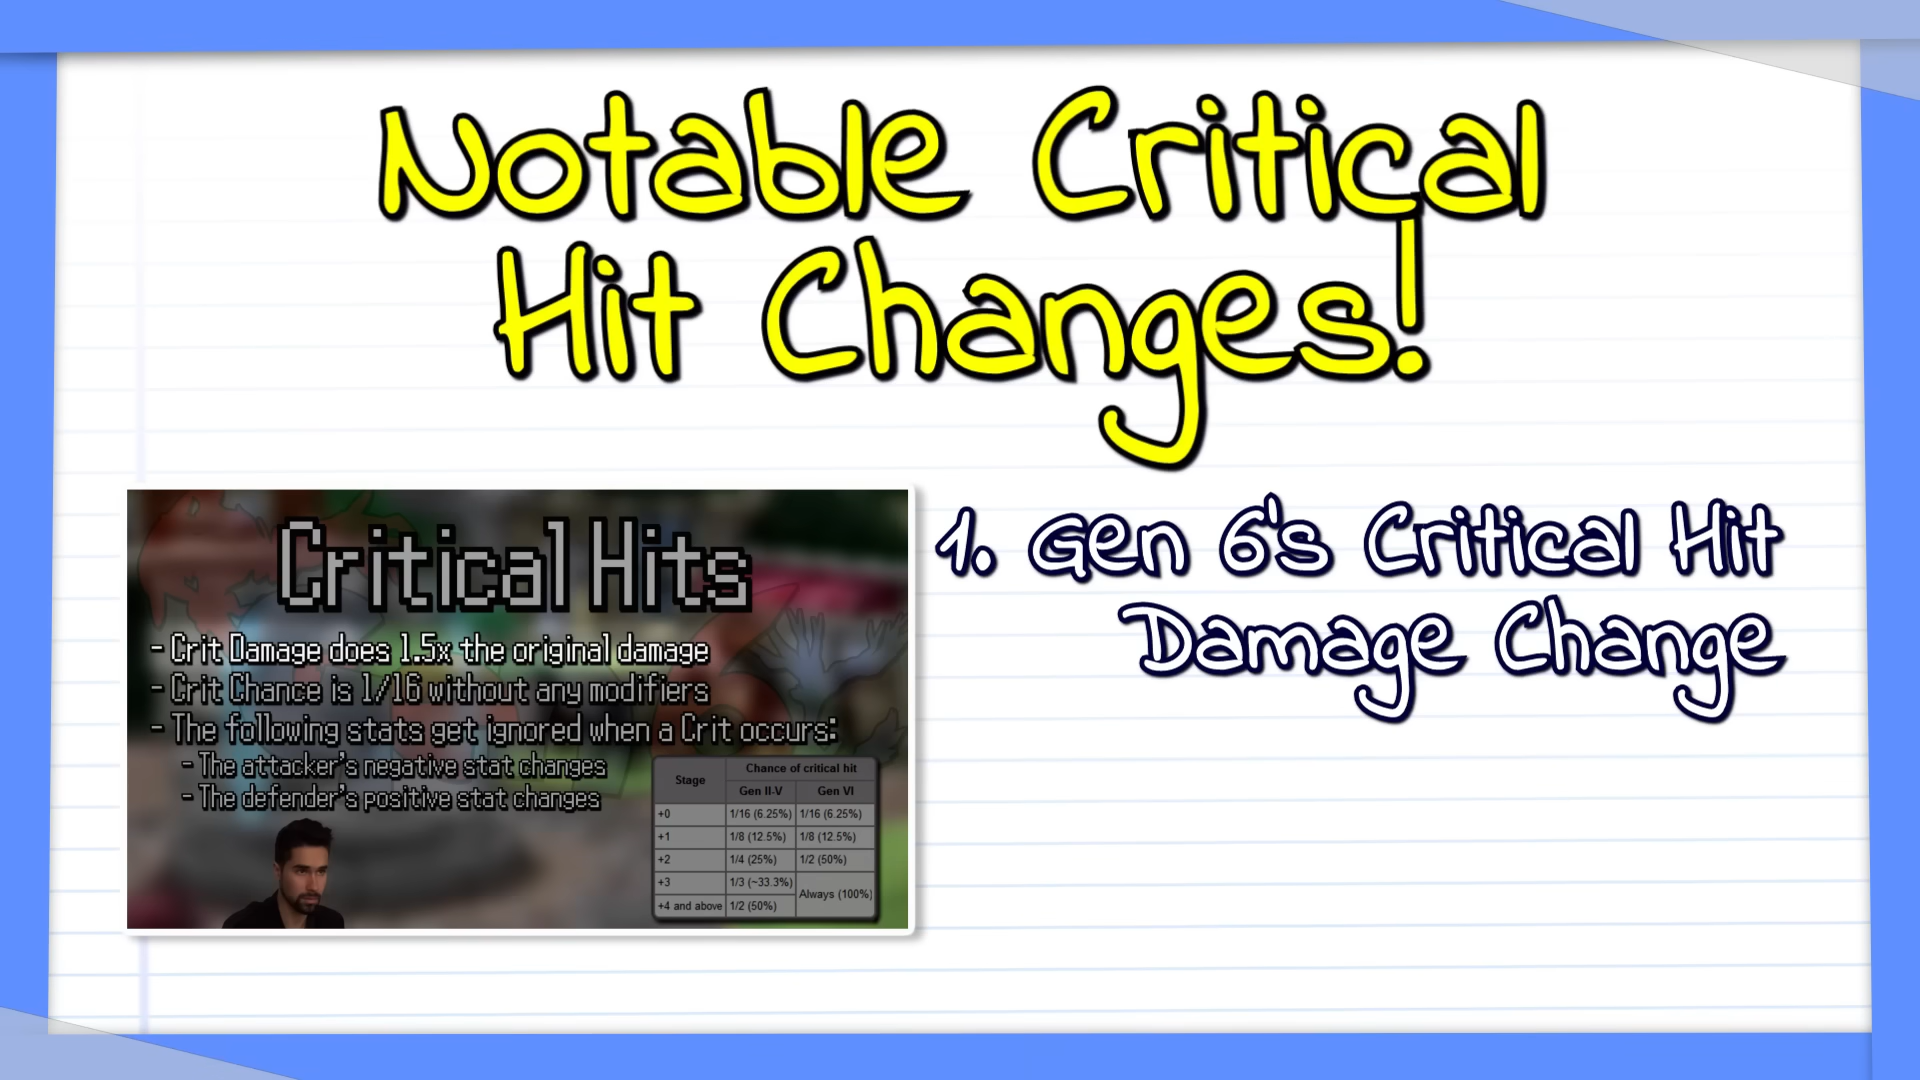 Notable Critical
Hit Changes!
1. Gen 6's Critical Hit
Damage Change
Critical Hits
- Crit Damage does 1.5x the original damage
- Crit Chance is 1/16 without any modifiers
- The following stats get ignored when a Crit occurs:
- The attacker's negative stat changes
- The defender's positive stat changes
Stage Chance of critical hit
Gen II-V Gen VI
+0 1/16 (6.25%) 1/16 (6.25%)
+1 1/8 (12.5%) 1/8 (12.5%)
+2 1/4 (25%) 1/2 (50%)
+3 1/3 (~33.3%) Always (100%)
+4 and above 1/2 (50%)